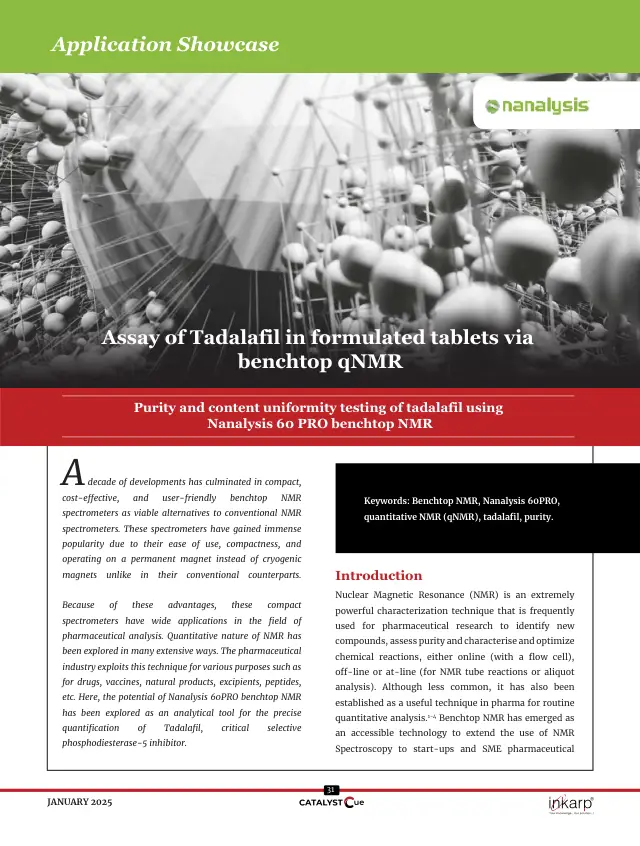 Application Showcase
nanalysis
Assay of Tadalafil in formulated tablets via
benchtop qNMR
Purity and content uniformity testing of tadalafil using
Nanalysis 60 PRO benchtop NMR
A decade of developments has culminated in compact,
cost-effective, and user-friendly benchtop NMR
spectrometers as viable alternatives to conventional NMR
spectrometers. These spectrometers have gained immense
popularity due to their ease of use, compactness, and
operating on a permanent magnet instead of cryogenic
magnets unlike in their conventional counterparts.
Because of these advantages, these compact
spectrometers have wide applications in the field of
pharmaceutical analysis. Quantitative nature of NMR has
been explored in many extensive ways. The pharmaceutical
industry exploits this technique for various purposes such as
for drugs, vaccines, natural products, excipients, peptides,
etc. Here, the potential of Nanalysis 60PRO benchtop NMR
has been explored as an analytical tool for the precise
quantification of Tadalafil, critical selective
phosphodiesterase-5 inhibitor.
Keywords: Benchtop NMR, Nanalysis 60PRO,
quantitative NMR (qNMR), tadalafil, purity.
Introduction
Nuclear Magnetic Resonance (NMR) is an extremely
powerful characterization technique that is frequently
used for pharmaceutical research to identify new
compounds, assess purity and characterise and optimize
chemical reactions, either online (with a flow cell),
off-line or at-line (for NMR tube reactions or aliquot
analysis). Although less common, it has also been
established as a useful technique in pharma for routine
quantitative analysis.¹⁻⁴ Benchtop NMR has emerged as
an accessible technology to extend the use of NMR
Spectroscopy to start-ups and SME pharmaceutical
31
JANUARY 2025
CATALYST Cue
inkarp®